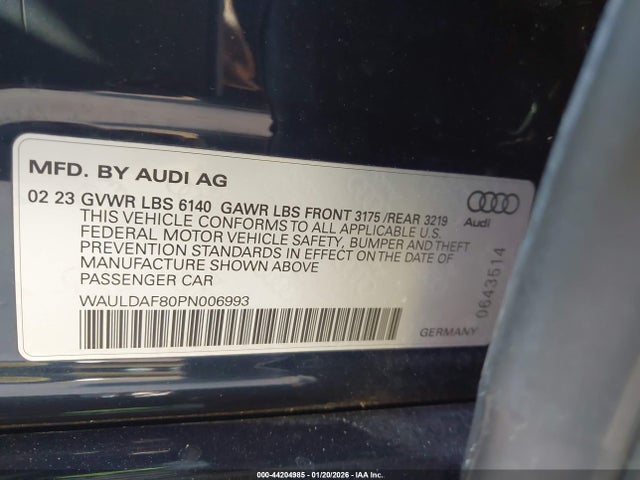 MFD. BY AUDI AG
02 23 GVWR LBS 6140 GAWR LBS FRONT 3175 /REAR 3219
THIS VEHICLE CONFORMS TO ALL APPLICABLE U.S.
FEDERAL MOTOR VEHICLE SAFETY, BUMPER AND THEFT
PREVENTION STANDARDS IN EFFECT ON THE DATE OF
MANUFACTURE SHOWN ABOVE
PASSENGER CAR
WAULDAF80PN006993
Audi
0643514
GERMANY
000-44204985 - 01/20/2026 - IAA Inc.